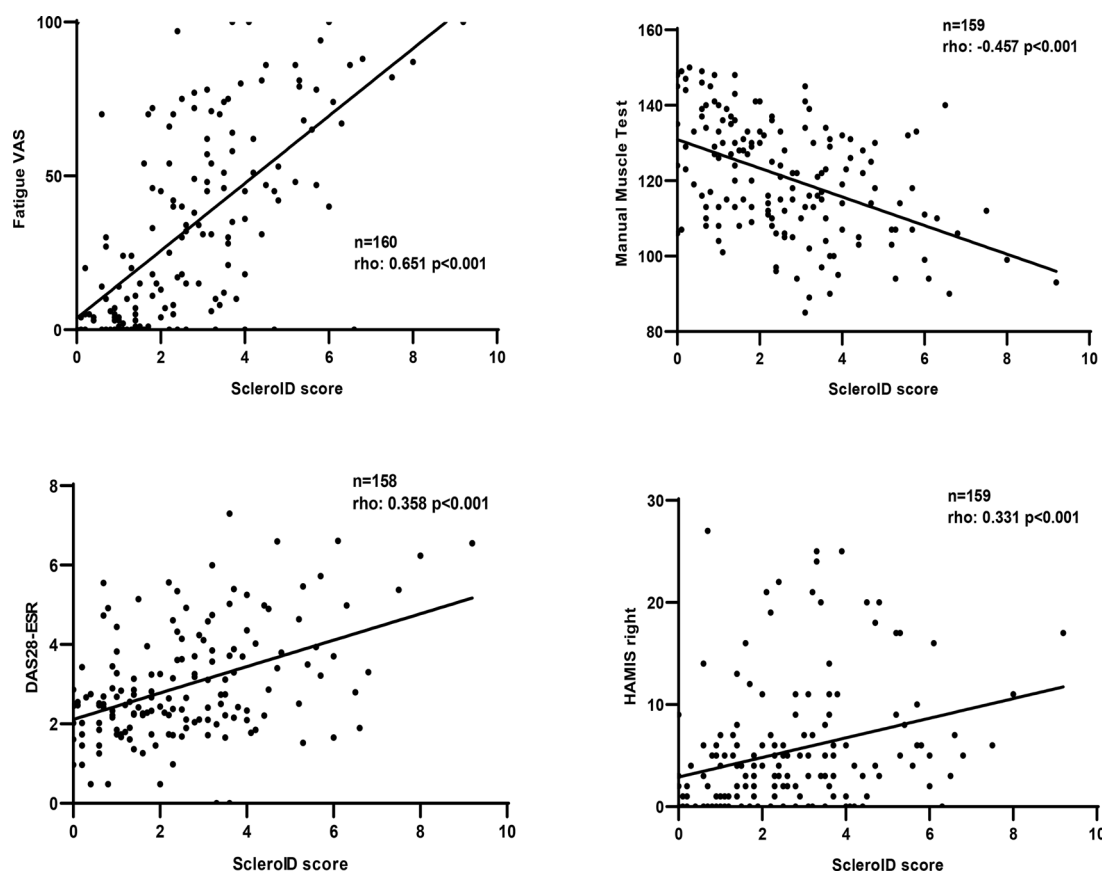 100
50
0
Fatigue VAS
n=160
rho: 0.651 p<0.001
0 2 4 6 8 10
ScleroID score
160
140
120
100
80
Manual Muscle Test
n=159
rho: -0.457 p<0.001
0 2 4 6 8 10
ScleroID score
8
6
4
2
0
DAS28-ESR
n=158
rho: 0.358 p<0.001
0 2 4 6 8 10
ScleroID score
30
20
10
0
HAMIS right
n=159
rho: 0.331 p<0.001
0 2 4 6 8 10
ScleroID score